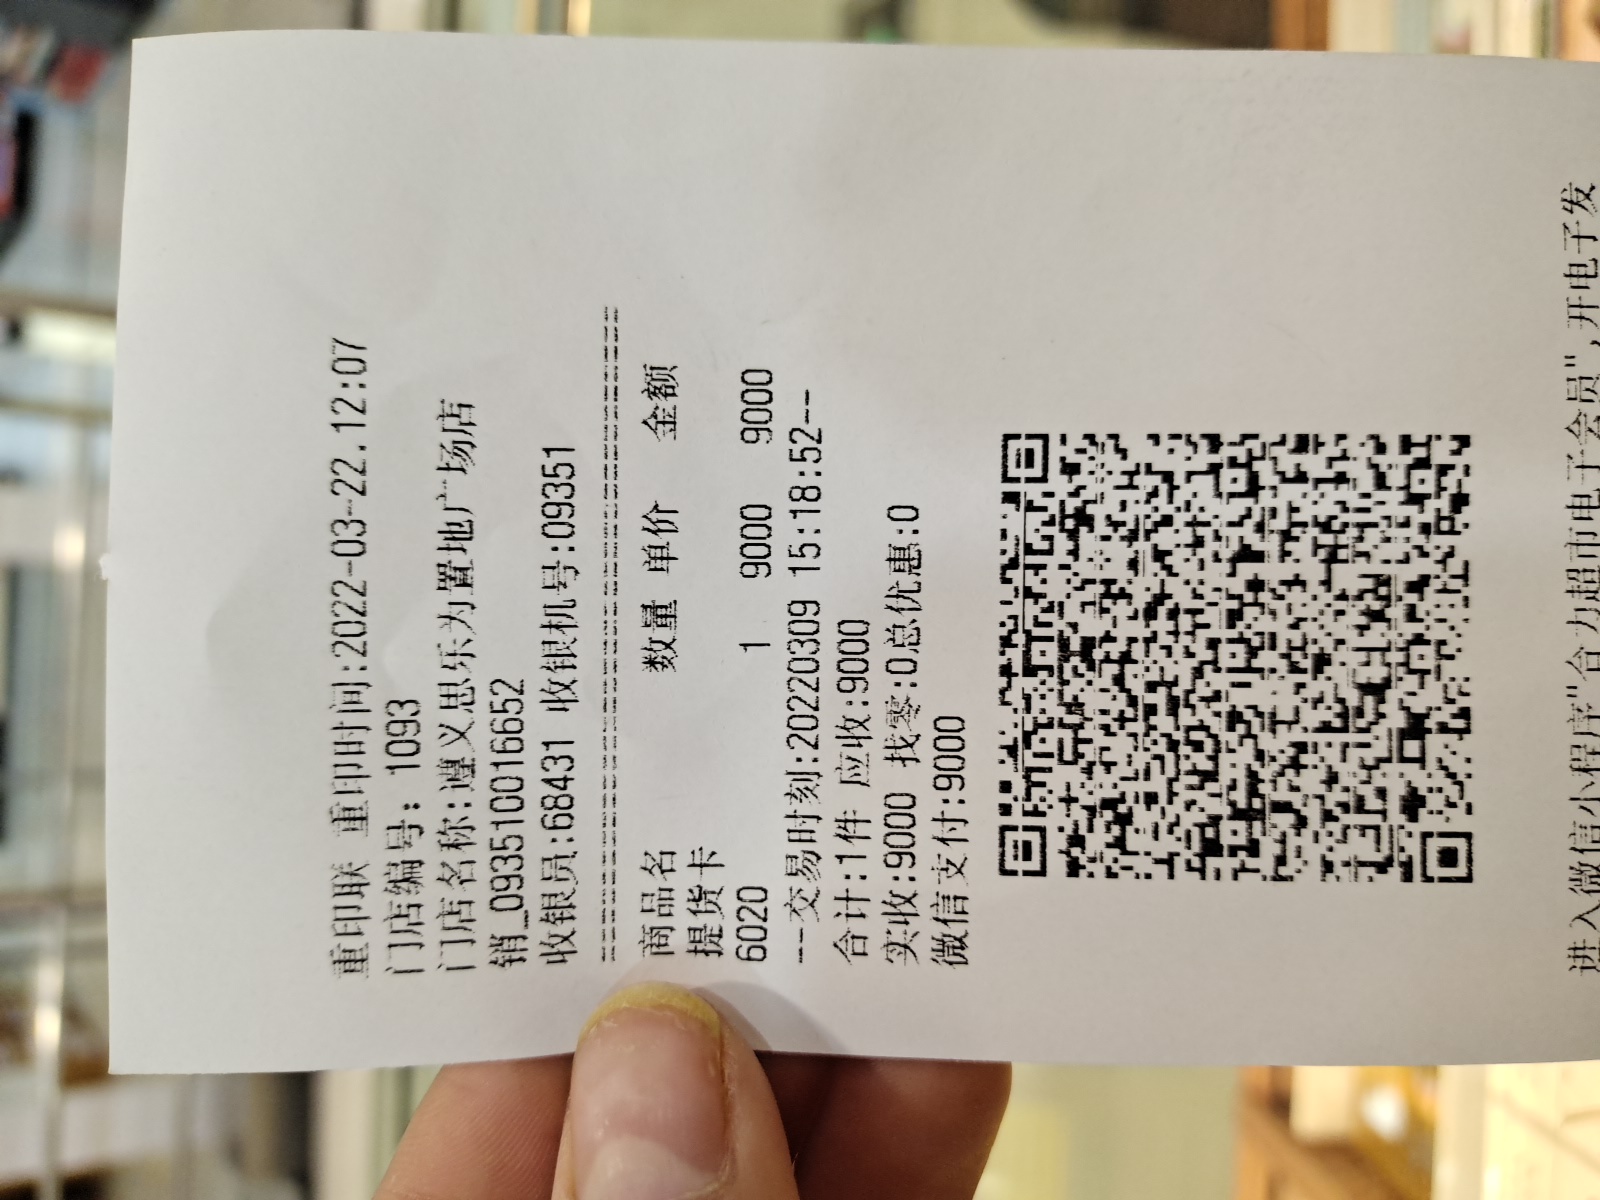 重印联 重印时间:2022-03-22.12:07
门店编号: 1093
门店名称:遵义思乐为置地广场店
销_093510016652
收银员:68431 收银机号:09351
商品名 数量 单价 金额
提货卡
6020 1 9000 9000
--交易时刻:20220309 15:18:52--
合计:1件 应收:9000
实收:9000 找零:0总优惠:0
微信支付:9000
进入微信小程序"合力超市电子会员",开电子发